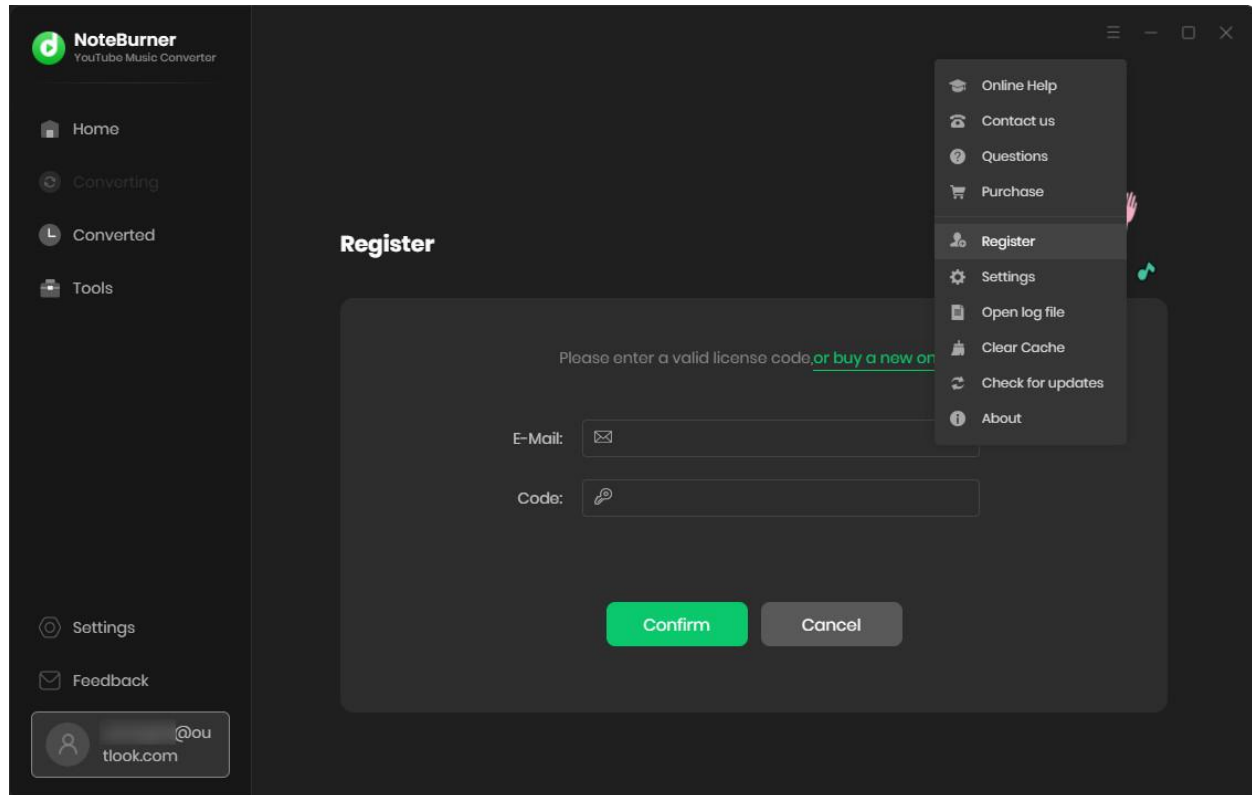 NoteBurner
YouTube Music Converter
Home
Converting
Converted
Tools
Settings
Feedback
@ou
tlook.com
Register
Please enter a valid license code,or buy a new on
E-Mail:
Code:
Confirm
Cancel
Online Help
Contact us
Questions
Purchase
Register
Settings
Open log file
Clear Cache
Check for updates
About